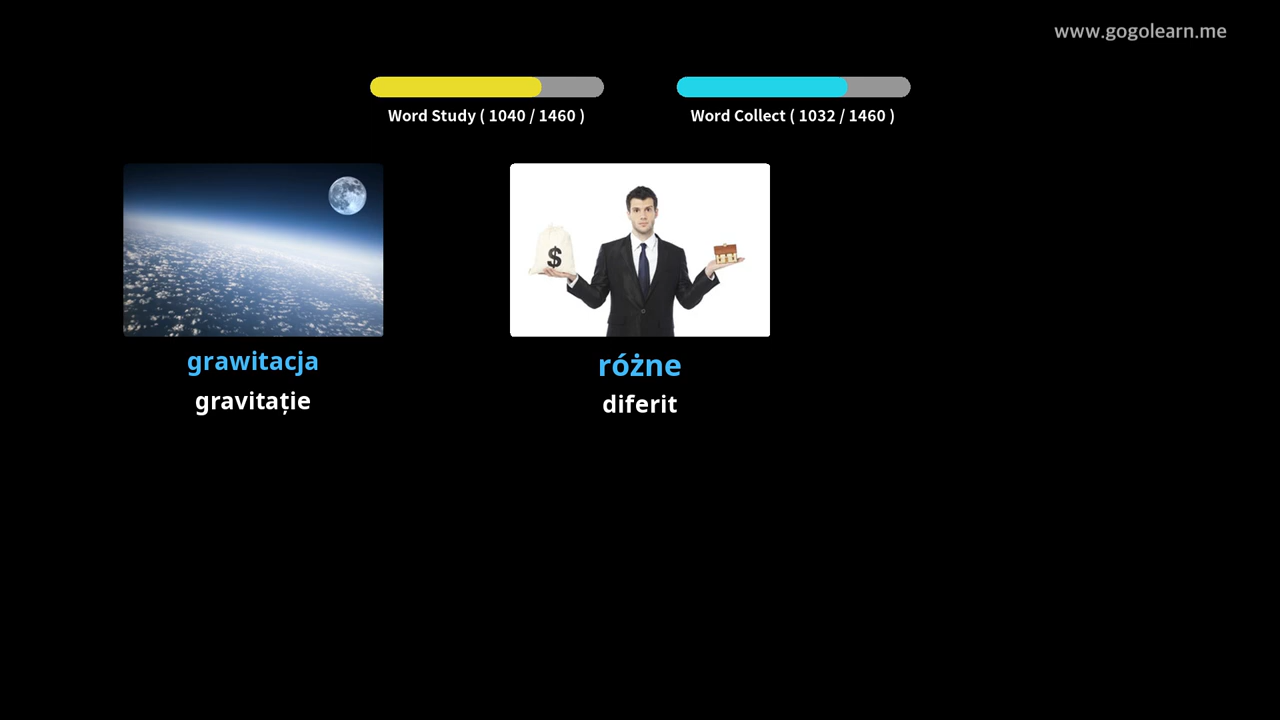 www.gogolearn.me
Word Study ( 1040 / 1460 )
Word Collect ( 1032 / 1460 )
$
grawitacja
gravitație
różne
diferit